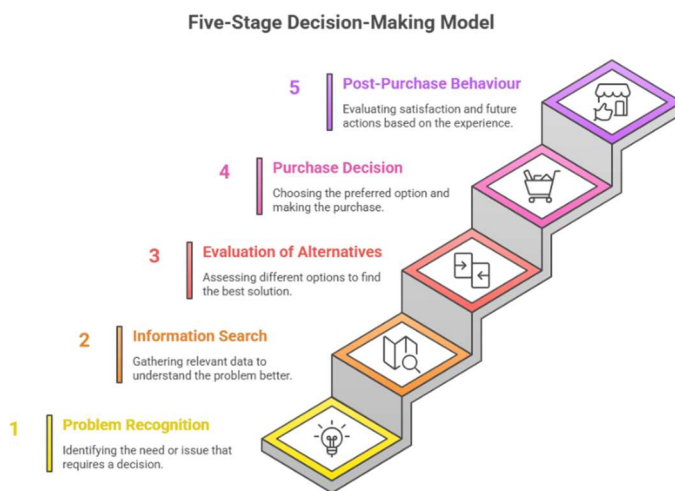 Five-Stage Decision-Making Model
5
Post-Purchase Behaviour
Evaluating satisfaction and future
actions based on the experience.
4
Purchase Decision
Choosing the preferred option and
making the purchase.
3
Evaluation of Alternatives
Assessing different options to find
the best solution.
2
Information Search
Gathering relevant data to
understand the problem better.
1
Problem Recognition
Identifying the need or issue that
requires a decision.